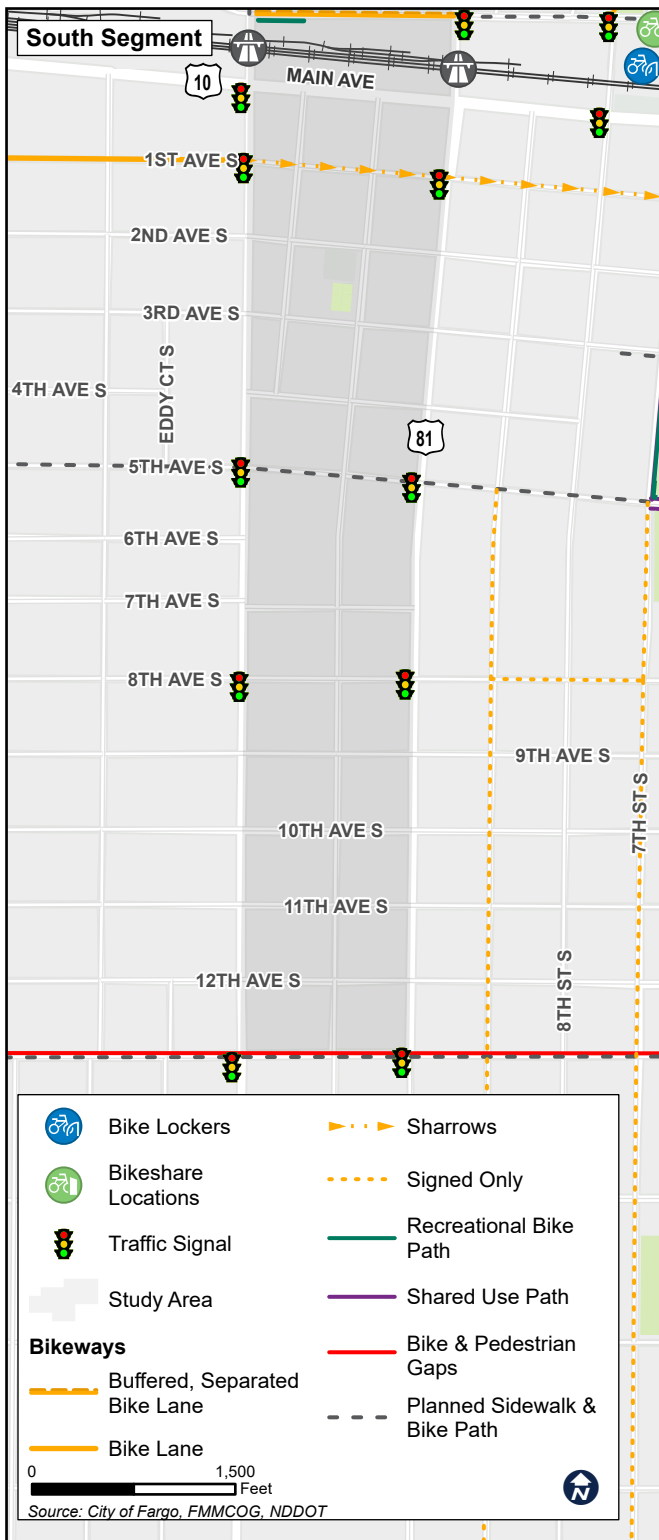 South Segment
10
MAIN AVE
1ST AVE S
2ND AVE S
3RD AVE S
EDDY CT S
4TH AVE S
81
5TH AVE S
6TH AVE S
7TH AVE S
8TH AVE S
9TH AVE S
7TH ST S
10TH AVE S
11TH AVE S
12TH AVE S
8TH ST S
Bike Lockers
Bikeshare
Locations
Traffic Signal
Study Area
Bikeways
Buffered, Separated
Bike Lane
Bike Lane
Sharrows
Signed Only
Recreational Bike
Path
Shared Use Path
Bike & Pedestrian
Gaps
Planned Sidewalk &
Bike Path
0 1,500
Feet
N
Source: City of Fargo, FMMCOG, NDDOT